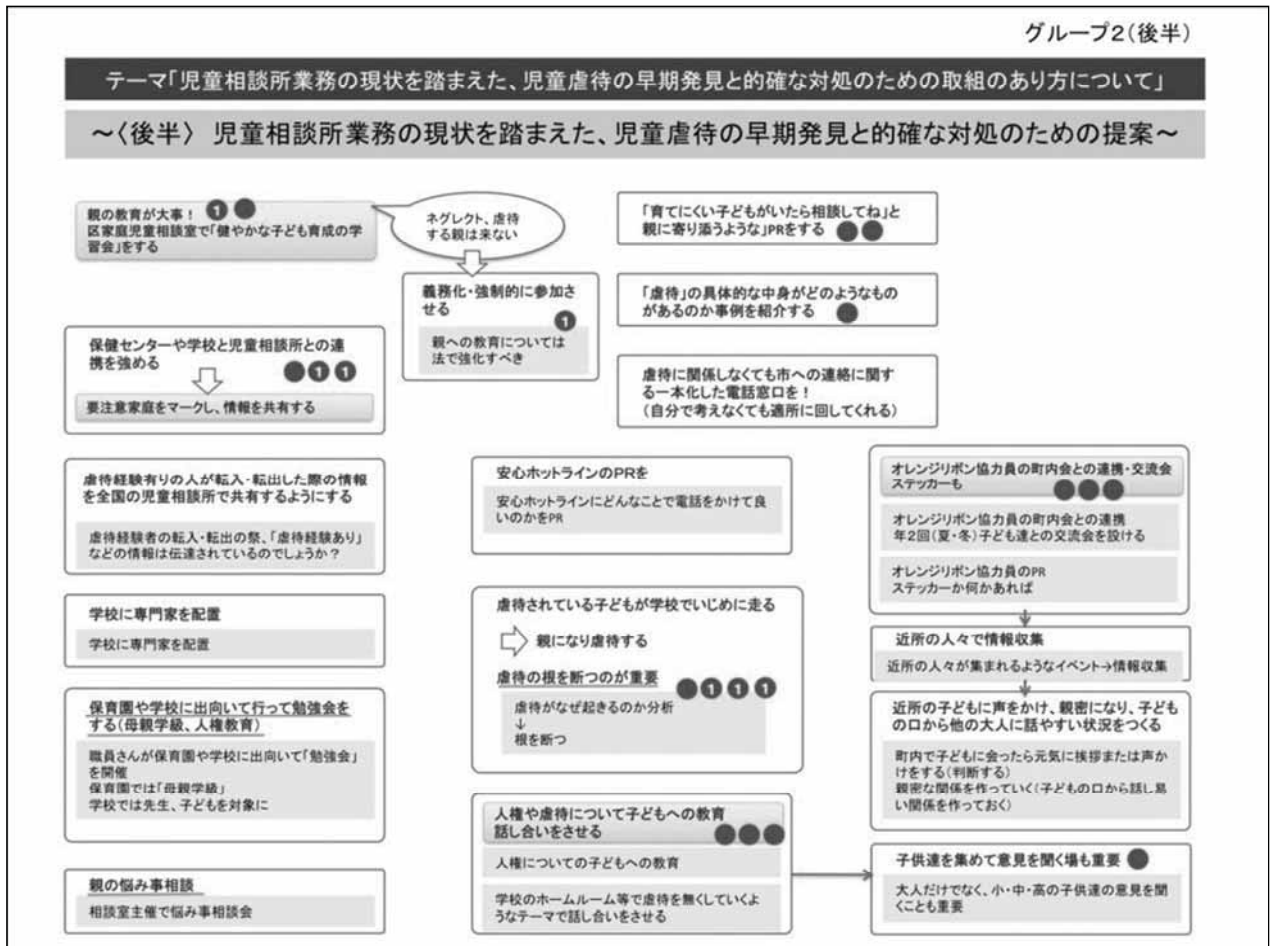 グループ2(後半)
テーマ「児童相談所業務の現状を踏まえた、児童虐待の早期発見と的確な対処のための取組のあり方について」
～〈後半〉 児童相談所業務の現状を踏まえた、児童虐待の早期発見と的確な対処のための提案～
親の教育が大事！ 1
区家庭児童相談室で「健やかな子ども育成の学
習会」をする
ネグレクト、虐待
する親は来ない
義務化・強制的に参加さ
せる
1
親への教育については
法で強化すべき
「育てにくい子どもがいたら相談してね」と
親に寄り添うような」PRをする
「虐待」の具体的な中身がどのようなもの
があるのか事例を紹介する
虐待に関係しなくても市への連絡に関す
る一本化した電話窓口を！
(自分で考えなくても適所に回してくれる)
保健センターや学校と児童相談所との連
携を強める
1 1
要注意家庭をマークし、情報を共有する
虐待経験有りの人が転入・転出した際の情報
を全国の児童相談所で共有するようにする
虐待経験者の転入・転出の祭、「虐待経験あり」
などの情報は伝達されているのでしょうか？
学校に専門家を配置
学校に専門家を配置
保育園や学校に出向いて行って勉強会を
する(母親学級、人権教育)
職員さんが保育園や学校に出向いて「勉強会」
を開催
保育園では「母親学級」
学校では先生、子どもを対象に
親の悩み事相談
相談室主催で悩み事相談会
安心ホットラインのPRを
安心ホットラインにどんなことで電話をかけて良
いのかをPR
虐待されている子どもが学校でいじめに走る
親になり虐待する
虐待の根を断つのが重要
1 1 1
虐待がなぜ起きるのか分析
↓
根を断つ
人権や虐待について子どもへの教育
話し合いをさせる
人権についての子どもへの教育
学校のホームルーム等で虐待を無くしていくよ
うなテーマで話し合いをさせる
オレンジリボン協力員の町内会との連携・交流会
ステッカーも
オレンジリボン協力員の町内会との連携
年2回(夏・冬)子ども達との交流会を設ける
オレンジリボン協力員のPR
ステッカーか何かあれば
近所の人々で情報収集
近所の人々が集まれるようなイベント→情報収集
近所の子どもに声をかけ、親密になり、子ども
の口から他の大人に話やすい状況をつくる
町内で子どもに会ったら元気に挨拶または声か
けをする(判断する)
親密な関係を作っていく(子どもの口から話し易
い関係を作っておく)
子供達を集めて意見を聞く場も重要
大人だけでなく、小・中・高の子供達の意見を聞
くことも重要